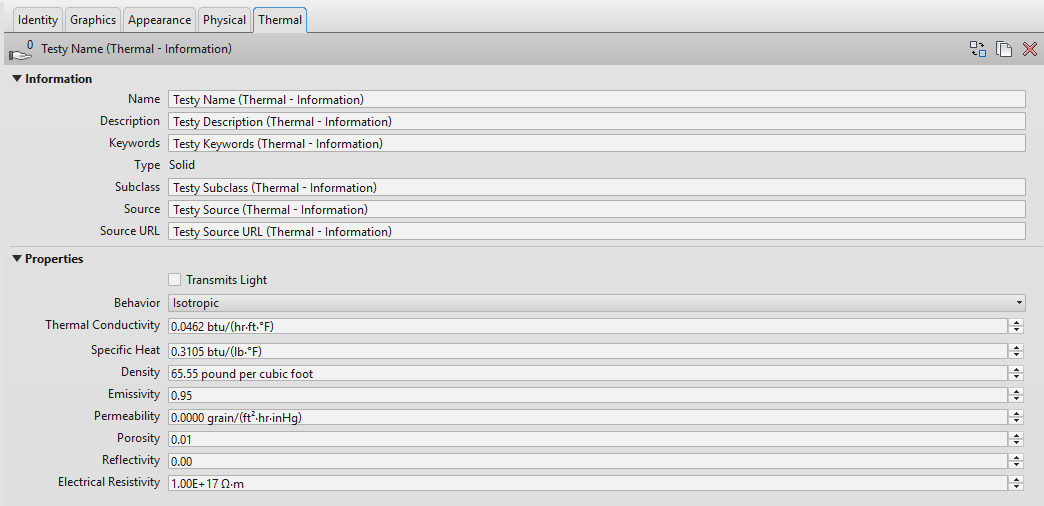 Identity Graphics Appearance Physical Thermal
0 Testy Name (Thermal - Information)
Information
Name Testy Name (Thermal - Information)
Description Testy Description (Thermal - Information)
Keywords Testy Keywords (Thermal - Information)
Type Solid
Subclass Testy Subclass (Thermal - Information)
Source Testy Source (Thermal - Information)
Source URL Testy Source URL (Thermal - Information)
Properties
Transmits Light
Behavior Isotropic
Thermal Conductivity 0.0462 btu/(hr·ft·°F)
Specific Heat 0.3105 btu/(lb·°F)
Density 65.55 pound per cubic foot
Emissivity 0.95
Permeability 0.0000 grain/(ft²·hr·inHg)
Porosity 0.01
Reflectivity 0.00
Electrical Resistivity 1.00E+17 Ω·m